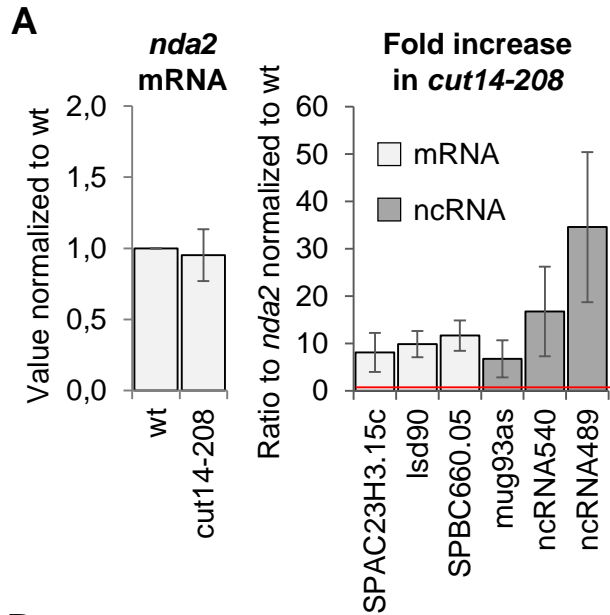 A
nda2
mRNA
Value normalized to wt
2,0
1,5
1,0
0,5
0,0
wt
cut14-208
Fold increase
in cut14-208
Ratio to nda2 normalized to wt
60
50
40
30
20
10
0
mRNA
ncRNA
SPAC23H3.15c
lsd90
SPBC660.05
mug93as
ncRNA540
ncRNA489